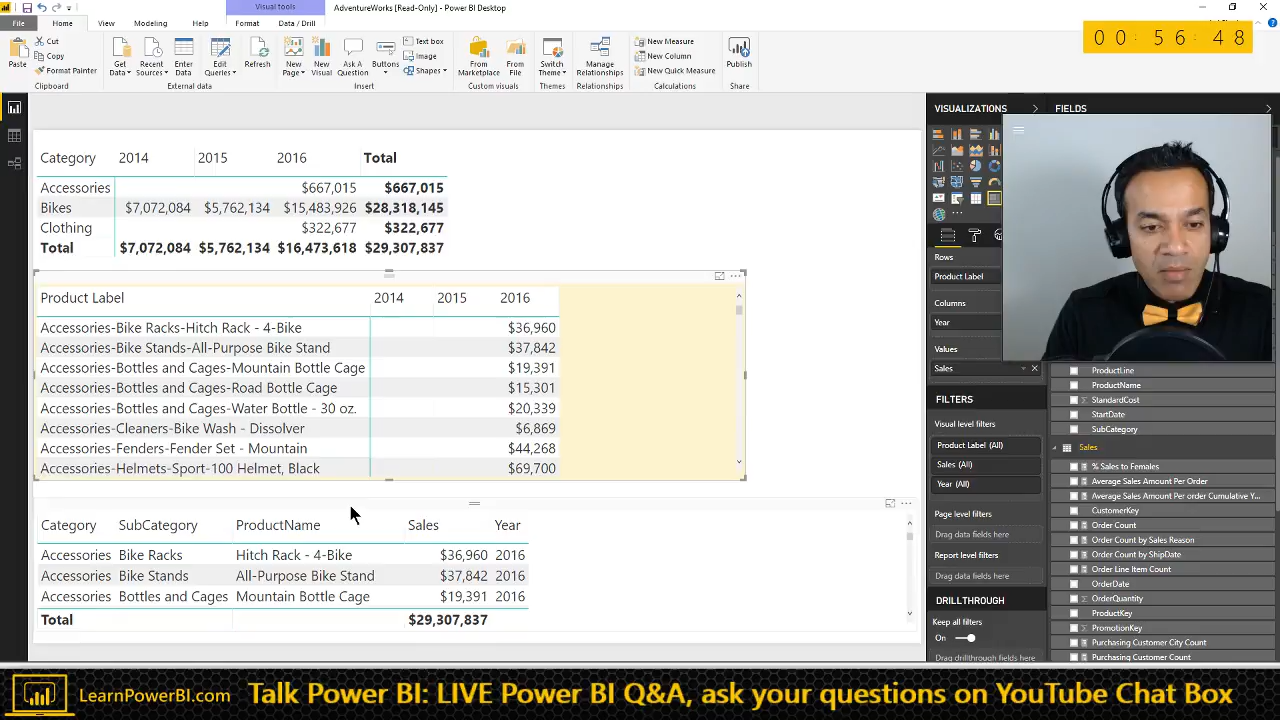 Visual tools
AdventureWorks [Read-Only] - Power BI Desktop
File Home View Modeling Help Format Data / Drill
00:56:48
Cut
Copy
Format Painter
Paste
Clipboard
Get Data
Recent Sources
Enter Data
Edit Queries
Refresh
External data
New Page
New Visual
Ask A Question
Buttons
Text box
Image
Shapes
Insert
From Marketplace
From File
Custom visuals
Switch Theme
Themes
Manage Relationships
Relationships
New Measure
New Column
New Quick Measure
Calculations
Publish
Share
Category 2014 2015 2016 Total
Accessories $667,015 $667,015
Bikes $7,072,084 $5,762,134 $15,483,926 $28,318,145
Clothing $322,677 $322,677
Total $7,072,084 $5,762,134 $16,473,618 $29,307,837
Product Label 2014 2015 2016
Accessories-Bike Racks-Hitch Rack - 4-Bike $36,960
Accessories-Bike Stands-All-Purpose Bike Stand $37,842
Accessories-Bottles and Cages-Mountain Bottle Cage $19,391
Accessories-Bottles and Cages-Road Bottle Cage $15,301
Accessories-Bottles and Cages-Water Bottle - 30 oz. $20,339
Accessories-Cleaners-Bike Wash - Dissolver $6,869
Accessories-Fenders-Fender Set - Mountain $44,268
Accessories-Helmets-Sport-100 Helmet, Black $69,700
Category SubCategory ProductName Sales Year
Accessories Bike Racks Hitch Rack - 4-Bike $36,960 2016
Accessories Bike Stands All-Purpose Bike Stand $37,842 2016
Accessories Bottles and Cages Mountain Bottle Cage $19,391 2016
Total $29,307,837
VISUALIZATIONS
Rows
Product Label
Columns
Year
Values
Sales
FILTERS
Visual level filters
Product Label (All)
Sales (All)
Year (All)
Page level filters
Drag data fields here
Report level filters
Drag data fields here
DRILLTHROUGH
Keep all filters
On
Drag drillthrough fields here
FIELDS
ProductLine
ProductName
StandardCost
StartDate
SubCategory
Sales
% Sales to Females
Average Sales Amount Per Order
Average Sales Amount Per order Cumulative Y...
CustomerKey
Order Count
Order Count by Sales Reason
Order Count by ShipDate
Order Line Item Count
OrderDate
OrderQuantity
ProductKey
PromotionKey
Purchasing Customer City Count
Purchasing Customer Count
LearnPowerBI.com
Talk Power BI: LIVE Power BI Q&A, ask your questions on YouTube Chat Box